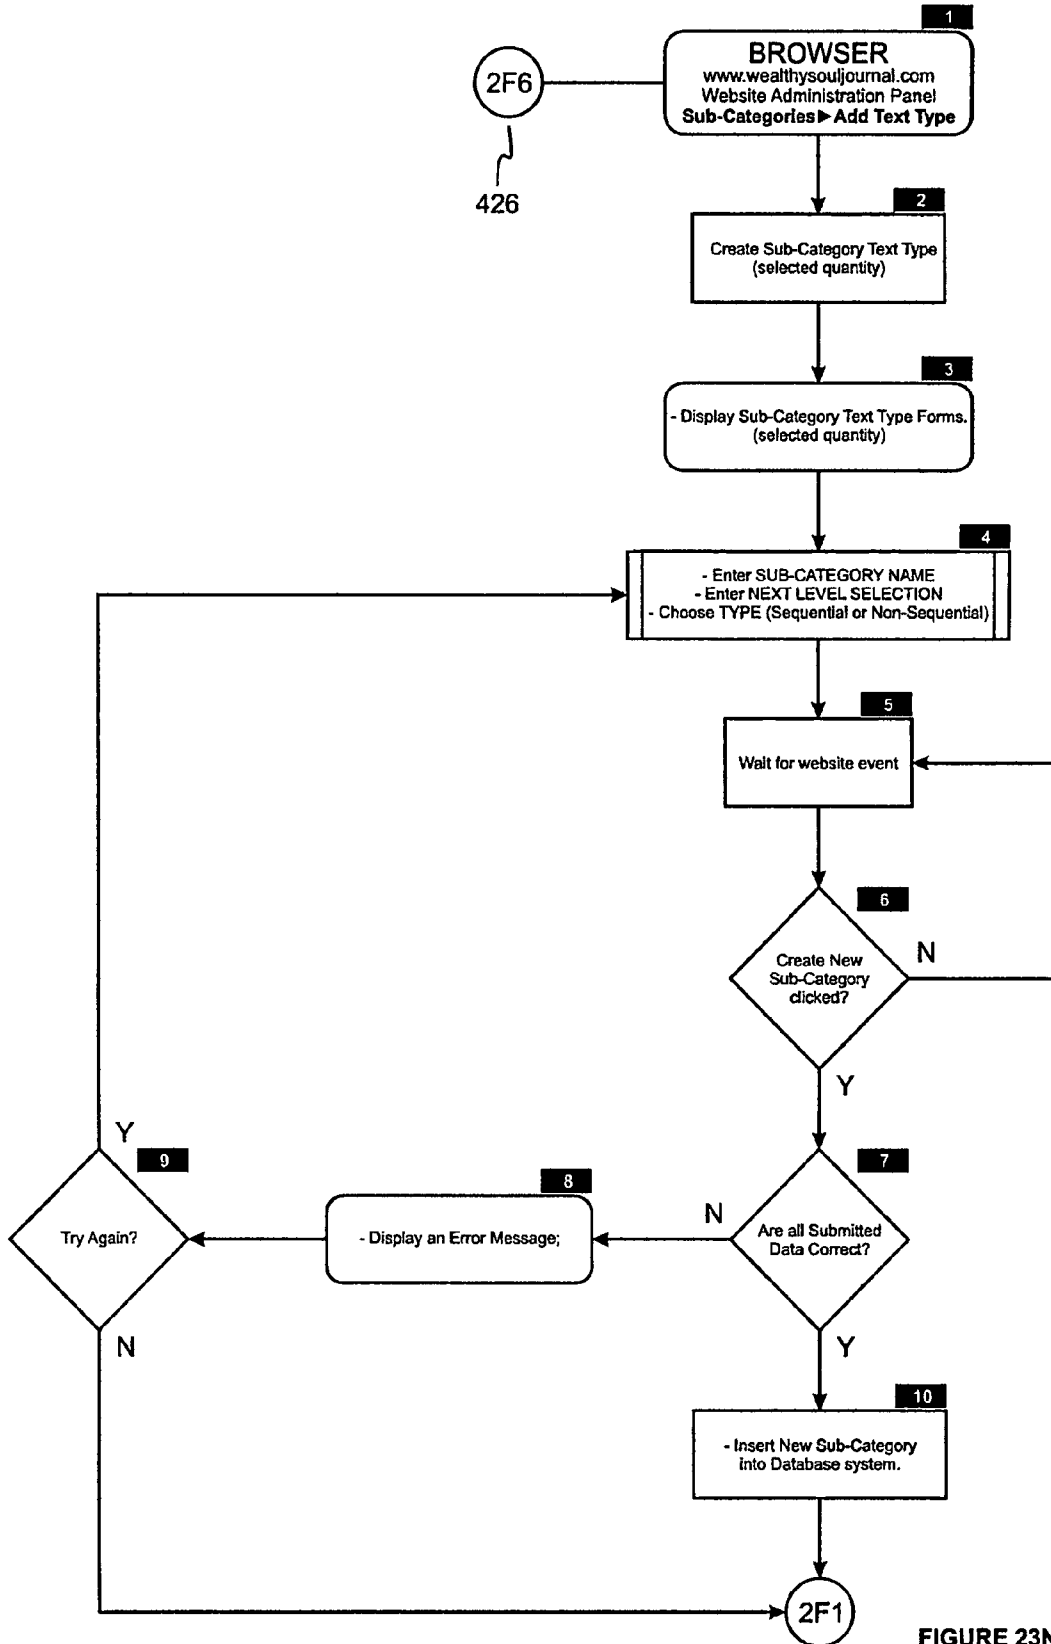 1
2F6
BROWSER
www.wealthysouljournal.com
Website Administration Panel
Sub-Categories▶Add Text Type
426
2
Create Sub-Category Text Type
(selected quantity)
3
- Display Sub-Category Text Type Forms.
(selected quantity)
4
- Enter SUB-CATEGORY NAME
- Enter NEXT LEVEL SELECTION
- Choose TYPE (Sequential or Non-Sequential)
5
Wait for website event
6
Create New
Sub-Category
clicked?
N
Y
Y
9
Try Again?
N
8
- Display an Error Message;
N
7
Are all Submitted
Data Correct?
Y
10
- Insert New Sub-Category
into Database system.
2F1
FIGURE 23N